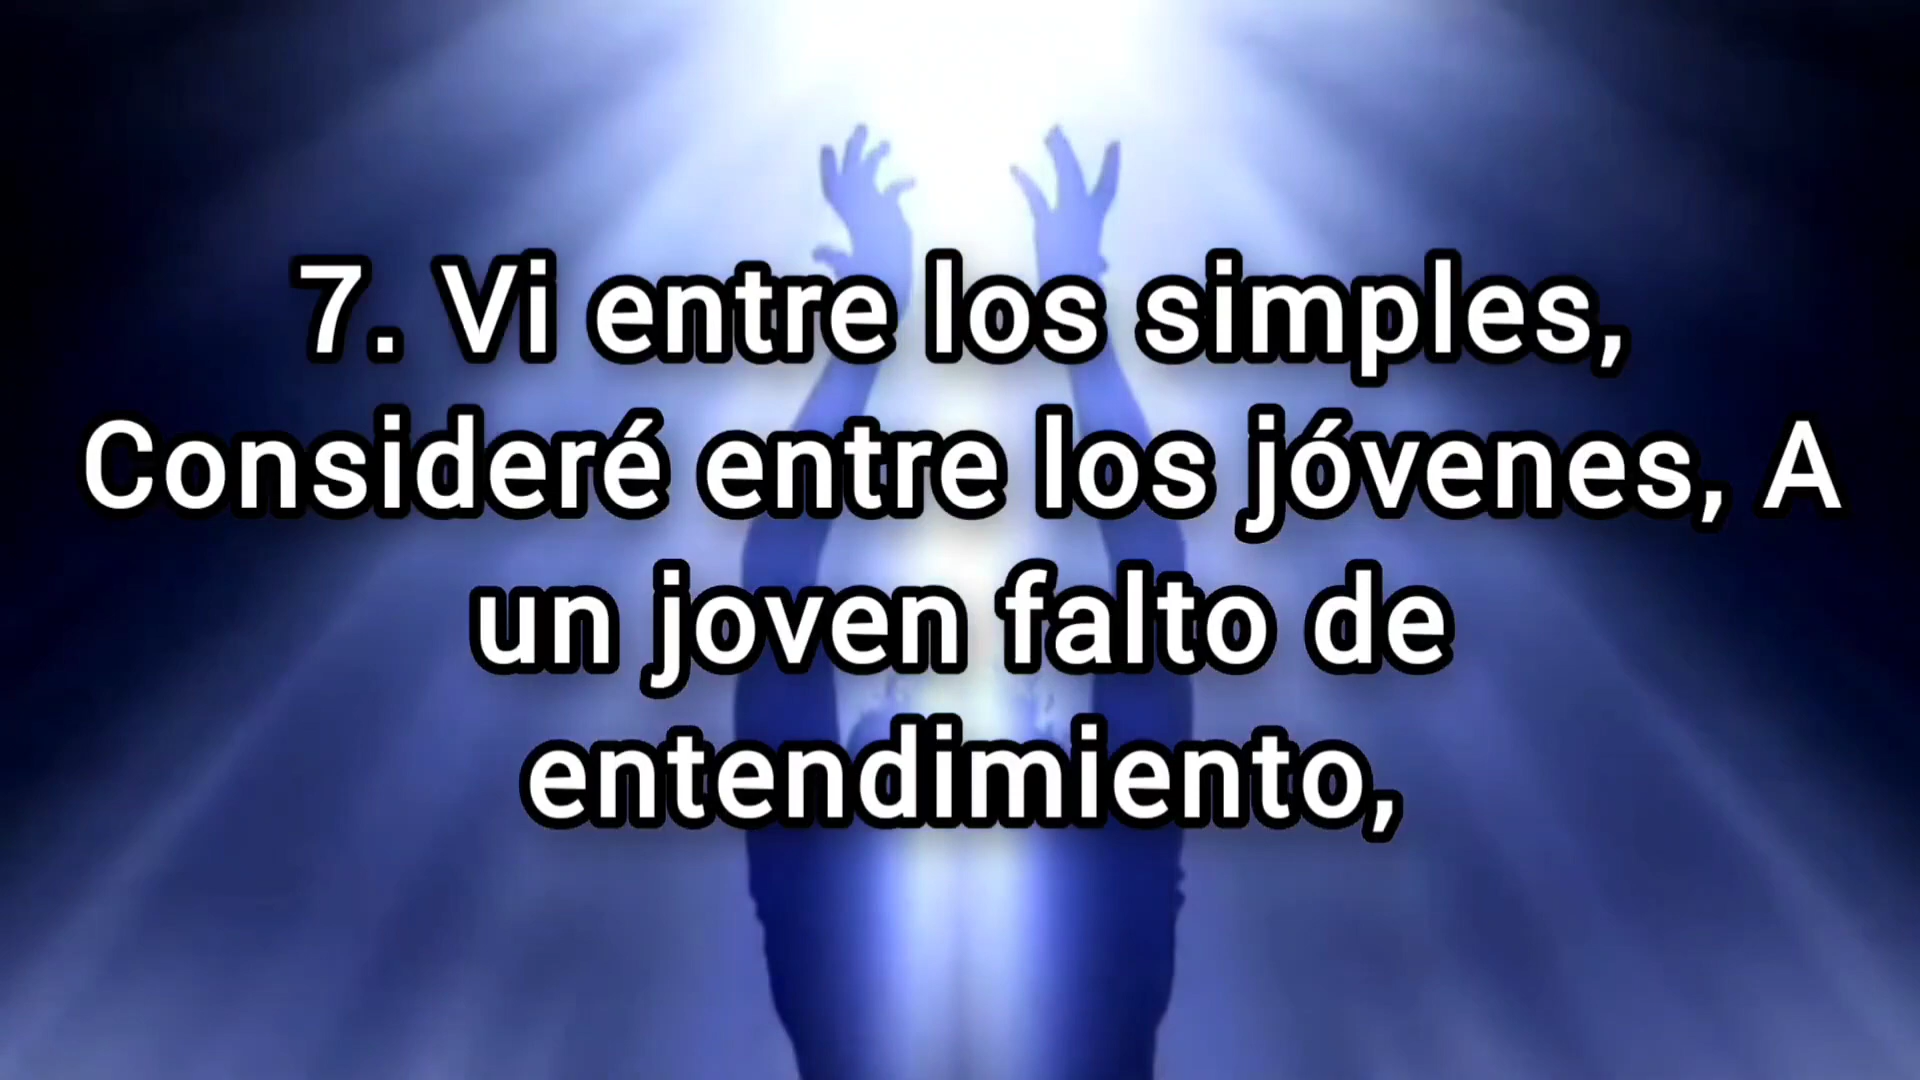 7. Vi entre los simples,
Consideré entre los jóvenes, A
un joven falto de
entendimiento,